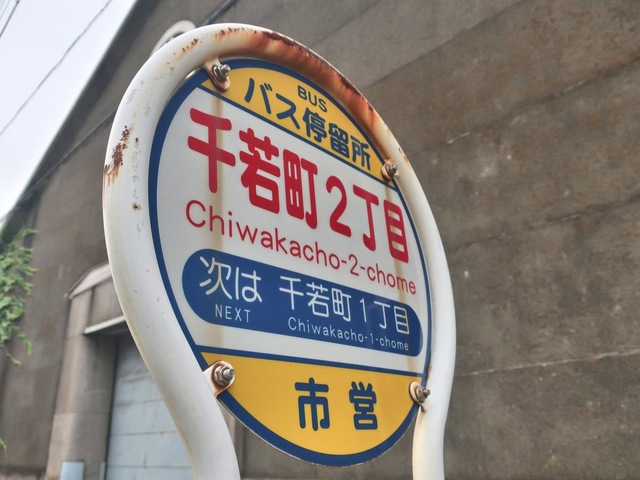 BUS
バス停留所
千若町2丁目
Chiwakacho-2-chome
次は 千若町1丁目
NEXT Chiwakacho-1-chome
市営